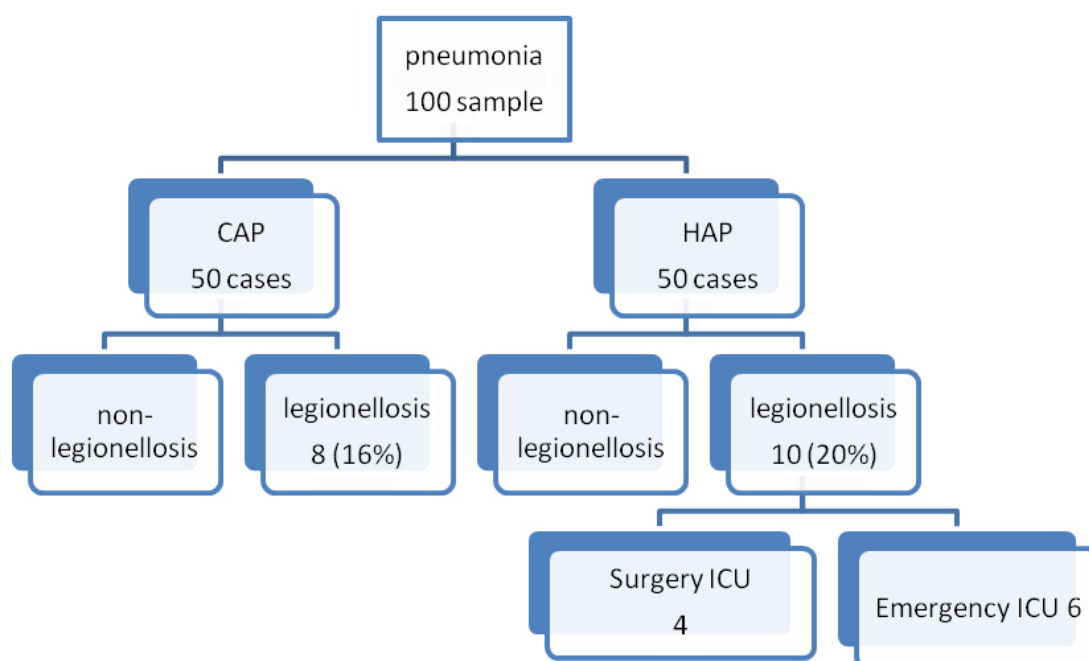 pneumonia
100 sample
CAP
50 cases
HAP
50 cases
non-
legionellosis
legionellosis
8 (16%)
non-
legionellosis
legionellosis
10 (20%)
Surgery ICU
4
Emergency ICU 6